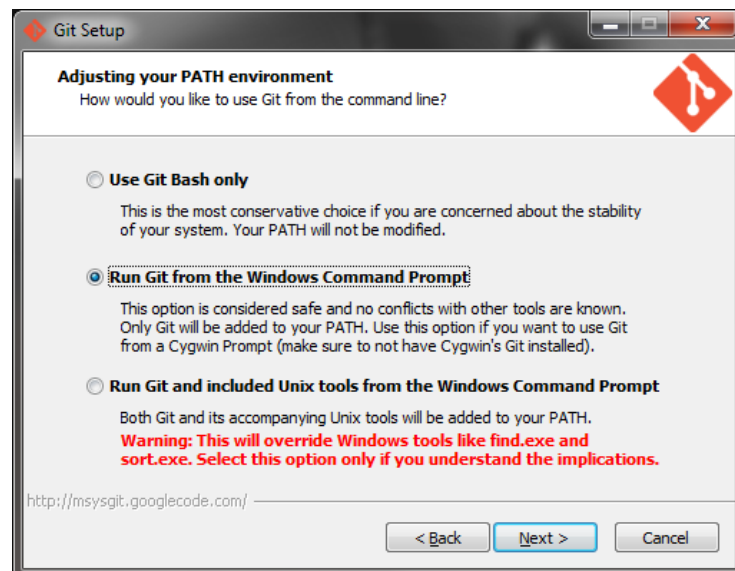 Git Setup
Adjusting your PATH environment
How would you like to use Git from the command line?
Use Git Bash only
This is the most conservative choice if you are concerned about the stability
of your system. Your PATH will not be modified.
Run Git from the Windows Command Prompt
This option is considered safe and no conflicts with other tools are known.
Only Git will be added to your PATH. Use this option if you want to use Git
from a Cygwin Prompt (make sure to not have Cygwin's Git installed).
Run Git and included Unix tools from the Windows Command Prompt
Both Git and its accompanying Unix tools will be added to your PATH.
Warning: This will override Windows tools like find.exe and
sort.exe. Select this option only if you understand the implications.
http://msysgit.googlecode.com/
< Back Next > Cancel